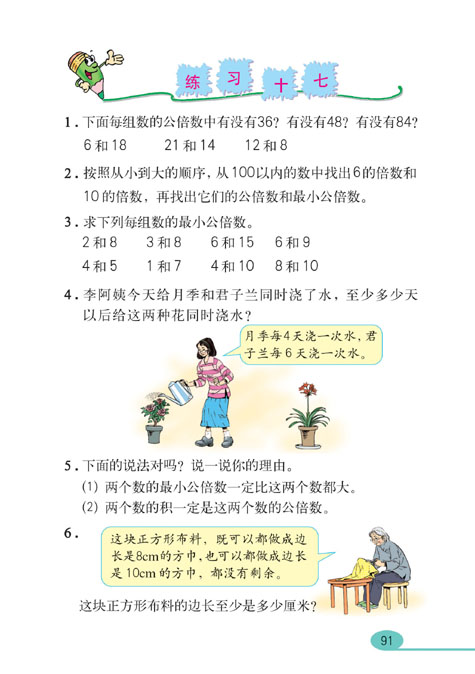 练习十七
1. 下面每组数的公倍数中有没有36？有没有48？有没有84？
6和18 21和14 12和8
2. 按照从小到大的顺序，从100以内的数中找出6的倍数和
10的倍数，再找出它们的公倍数和最小公倍数。
3. 求下列每组数的最小公倍数。
2和8 3和8 6和15 6和9
4和5 1和7 4和10 8和10
4. 李阿姨今天给月季和君子兰同时浇了水，至少多少天
以后给这两种花同时浇水？
月季每4天浇一次水，君
子兰每6天浇一次水。
5. 下面的说法对吗？说一说你的理由。
(1) 两个数的最小公倍数一定比这两个数都大。
(2) 两个数的积一定是这两个数的公倍数。
6.
这块正方形布料，既可以都做成边
长是8cm的方巾，也可以都做成边长
是10cm的方巾，都没有剩余。
这块正方形布料的边长至少是多少厘米？
91